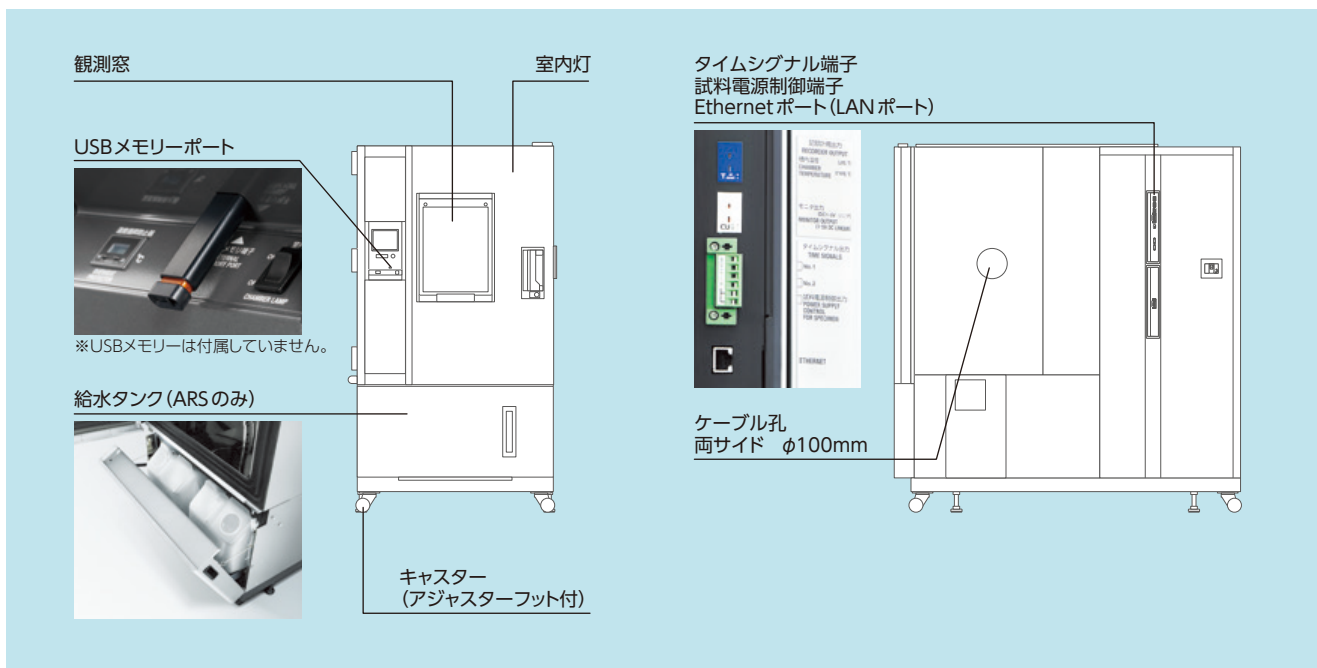 観測窓
室内灯
USBメモリーポート
CHAMBER LAMP
※USBメモリーは付属していません。
給水タンク(ARSのみ)
キャスター
(アジャスターフット付)
タイムシグナル端子
試料電源制御端子
Ethernetポート(LANポート)
RECORDER OUTPUT
CHAMBER
TEMPERATURE
モニタ出力
MONITOR OUTPUT
タイムシグナル出力
TIME SIGNALS
No.1
No.2
POWER SUPPLY
CONTROL
FOR SPECIMEN
ETHERNET
ケーブル孔
両サイド φ100mm